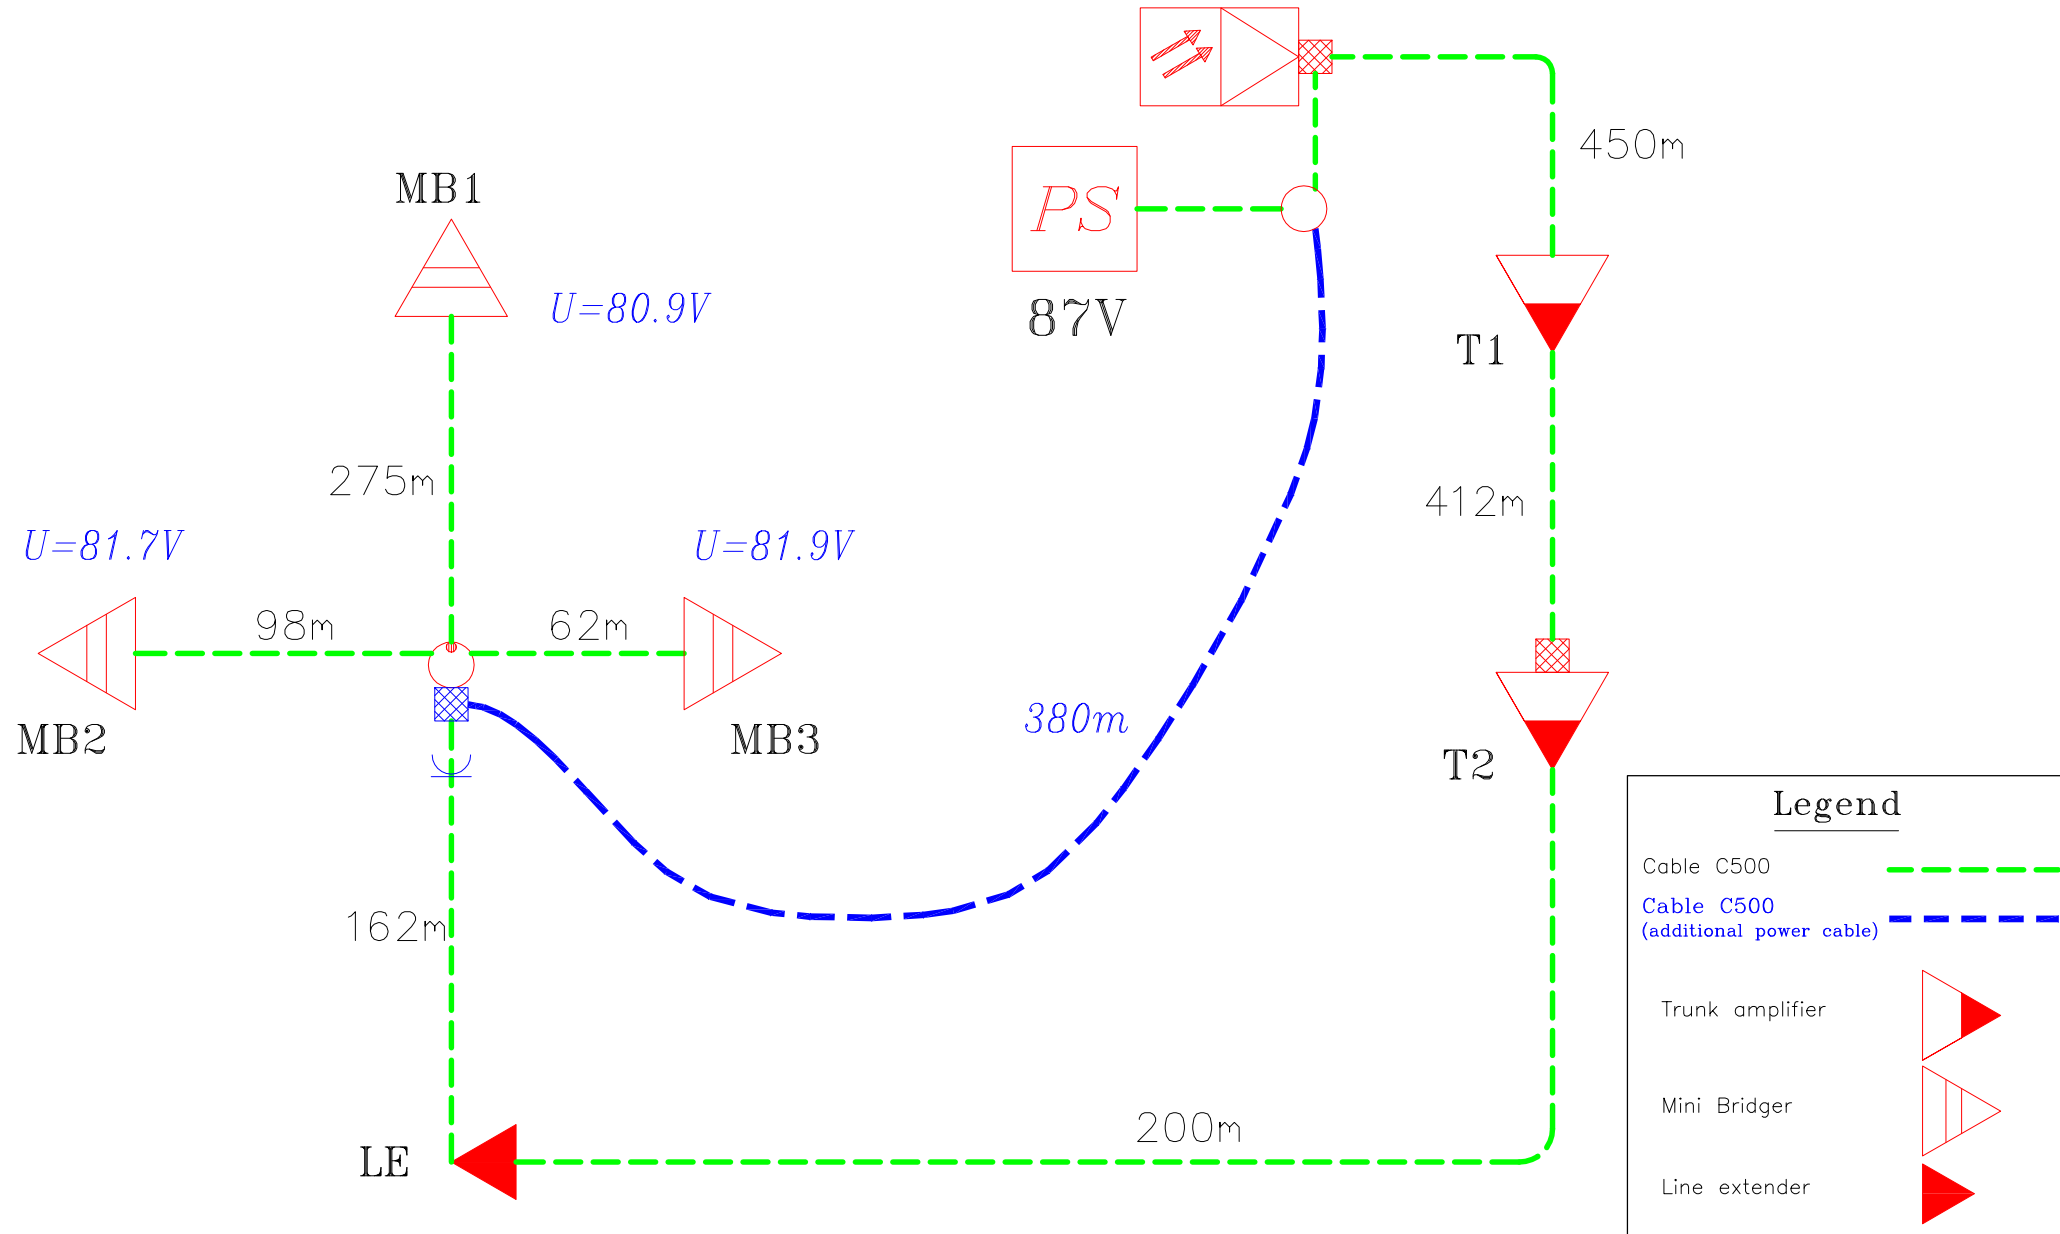 450m
MB1
PS
U=80.9V
87V
T1
275m
412m
U=81.7V
U=81.9V
98m
62m
MB2
MB3
380m
T2
Legend
Cable C500
Cable C500
(additional power cable)
162m
Trunk amplifier
Mini Bridger
200m
LE
Line extender